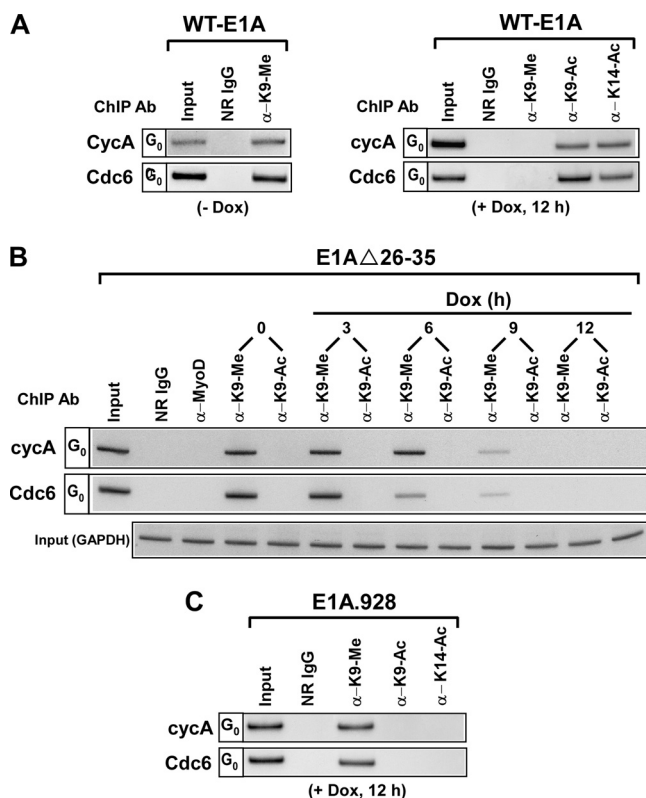 A
WT-E1A
WT-E1A
ChIP Ab
Input
NR IgG
α–K9-Me
ChIP Ab
Input
NR IgG
α–K9-Me
α–K9-Ac
α–K14-Ac
CycA G₀
cycA G₀
Cdc6 G₀
Cdc6 G₀
(- Dox)
(+ Dox, 12 h)
B
E1A△26-35
Dox (h)
0 3 6 9 12
ChIP Ab
Input
NR IgG
α–MyoD
α–K9-Me
α–K9-Ac
α–K9-Me
α–K9-Ac
α–K9-Me
α–K9-Ac
α–K9-Me
α–K9-Ac
α–K9-Me
α–K9-Ac
cycA G₀
Cdc6 G₀
Input (GAPDH)
C
E1A.928
ChIP Ab
Input
NR IgG
α–K9-Me
α–K9-Ac
α–K14-Ac
cycA G₀
Cdc6 G₀
(+ Dox, 12 h)